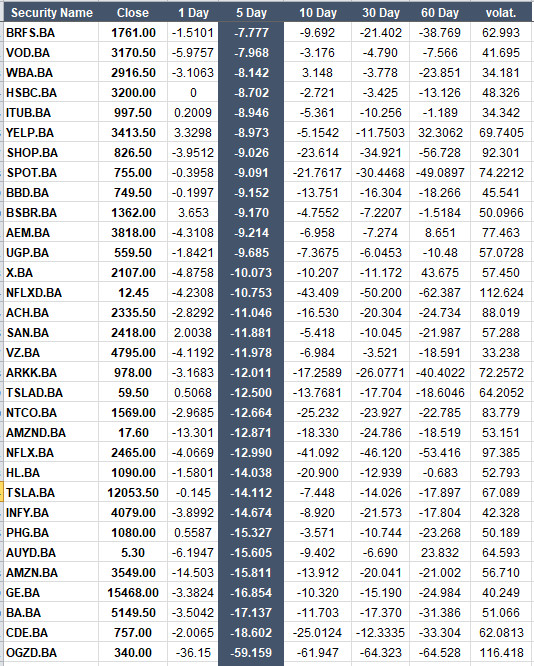 Security Name Close 1 Day 5 Day 10 Day 30 Day 60 Day volat.
BRFS.BA 1761.00 -1.5101 -7.777 -9.692 -21.402 -38.769 62.993
VOD.BA 3170.50 -5.9757 -7.968 -3.176 -4.790 -7.566 41.695
WBA.BA 2916.50 -3.1063 -8.142 3.148 -3.778 -23.851 34.181
HSBC.BA 3200.00 0 -8.702 -2.721 -3.425 -13.126 48.326
ITUB.BA 997.50 0.2009 -8.946 -5.361 -10.256 -1.189 34.342
YELP.BA 3413.50 3.3298 -8.973 -5.1542 -11.7503 32.3062 69.7405
SHOP.BA 826.50 -3.9512 -9.026 -23.614 -34.921 -56.728 92.301
SPOT.BA 755.00 -0.3958 -9.091 -21.7617 -30.4468 -49.0897 74.2212
BBD.BA 749.50 -0.1997 -9.152 -13.751 -16.304 -18.266 45.541
BSBR.BA 1362.00 3.653 -9.170 -4.7552 -7.2207 -1.5184 50.0966
AEM.BA 3818.00 -4.3108 -9.214 -6.958 -7.274 8.651 77.463
UGP.BA 559.50 -1.8421 -9.685 -7.3675 -6.0453 -10.48 57.0728
X.BA 2107.00 -4.8758 -10.073 -10.207 -11.172 43.675 57.450
NFLXD.BA 12.45 -4.2308 -10.753 -43.409 -50.200 -62.387 112.624
ACH.BA 2335.50 -2.8292 -11.046 -16.530 -20.304 -24.734 88.019
SAN.BA 2418.00 2.0038 -11.881 -5.418 -10.045 -21.987 57.288
VZ.BA 4795.00 -4.1192 -11.978 -6.984 -3.521 -18.591 33.238
ARKK.BA 978.00 -3.1683 -12.011 -17.2589 -26.0771 -40.4022 72.2572
TSLAD.BA 59.50 0.5068 -12.500 -13.7681 -17.704 -18.6046 64.2052
NTCO.BA 1569.00 -2.9685 -12.664 -25.232 -23.927 -22.785 83.779
AMZND.BA 17.60 -13.301 -12.871 -18.330 -24.786 -18.519 53.151
NFLX.BA 2465.00 -4.0669 -12.990 -41.092 -46.120 -53.416 97.385
HL.BA 1090.00 -1.5801 -14.038 -20.900 -12.939 -0.683 52.793
TSLA.BA 12053.50 -0.145 -14.112 -7.448 -14.026 -17.897 67.089
INFY.BA 4079.00 -3.8992 -14.674 -8.920 -21.573 -17.804 42.328
PHG.BA 1080.00 0.5587 -15.327 -3.571 -10.744 -23.268 50.189
AUYD.BA 5.30 -6.1947 -15.605 -9.402 -6.690 23.832 64.593
AMZN.BA 3549.00 -14.503 -15.811 -13.912 -20.041 -21.002 56.710
GE.BA 15468.00 -3.3824 -16.854 -10.320 -15.190 -24.984 40.249
BA.BA 5149.50 -3.5042 -17.137 -11.703 -17.370 -31.386 51.066
CDE.BA 757.00 -2.0065 -18.602 -25.0124 -12.3335 -33.304 62.0813
OGZD.BA 340.00 -36.15 -59.159 -61.947 -64.323 -64.528 116.418